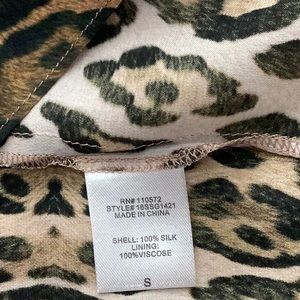 RN# 110572
STYLE# 16SSG1421
MADE IN CHINA
SHELL: 100% SILK
LINING:
100%VISCOSE
S